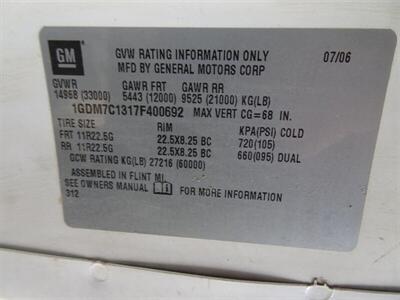 GM
GVW RATING INFORMATION ONLY 07/06
MFD BY GENERAL MOTORS CORP
GVWR GAWR FRT GAWR RR
14968 (33000) 5443 (12000) 9525 (21000) KG(LB)
1GDM7C1317F400692 MAX VERT CG=68 IN.
TIRE SIZE RIM KPA(PSI) COLD
FRT 11R22.5G 22.5X8.25 BC 720(105)
RR 11R22.5G 22.5X8.25 BC 660(095) DUAL
GCW RATING KG(LB) 27216 (60000)
ASSEMBLED IN FLINT MI.
SEE OWNERS MANUAL FOR MORE INFORMATION
312